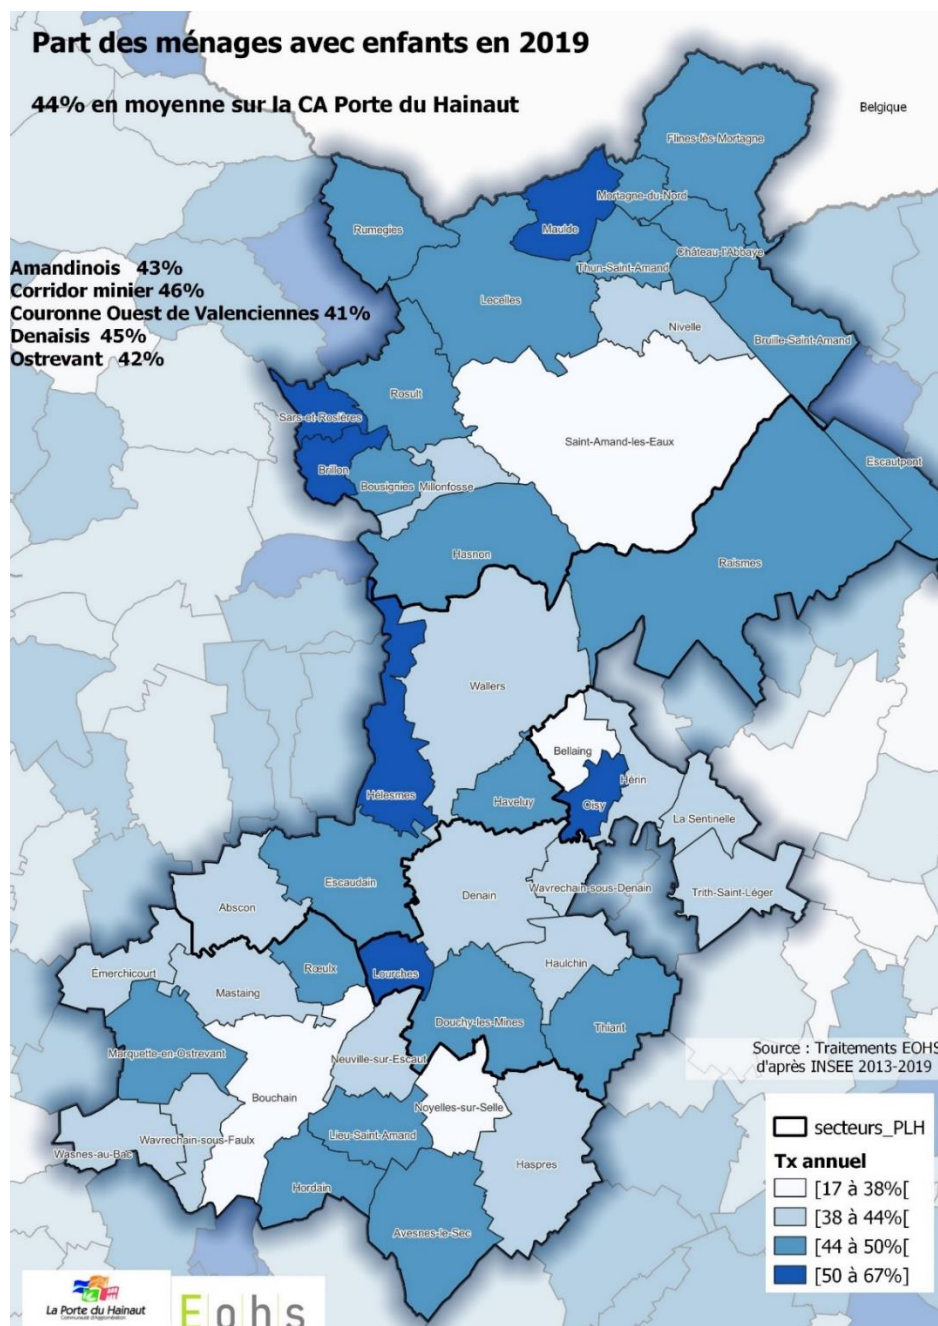 Part des ménages avec enfants en 2019
44% en moyenne sur la CA Porte du Hainaut
Belgique
Flines-lès-Mortagne
Mortagne-du-Nord
Rumegies
Maulde
Château-l'Abbaye
Thun-Saint-Amand
Amandinois 43%
Corridor minier 46%
Couronne Ouest de Valenciennes 41%
Denaisis 45%
Ostrevant 42%
Lecelles
Nivelle
Bruille-Saint-Amand
Rosult
Sars-et-Rosières
Saint-Amand-les-Eaux
Escautpont
Brillon
Bousignies
Millonfosse
Hasnon
Raismes
Wallers
Bellaing
Hérin
Hélesmes
Haveluy
Oisy
La Sentinelle
Escaudain
Denain
Wavrechain-sous-Denain
Trith-Saint-Léger
Abscon
Émerchicourt
Rœulx
Lourches
Haulchin
Mastaing
Douchy-les-Mines
Thiant
Marquette-en-Ostrevant
Neuville-sur-Escaut
Source : Traitements EOHS
d'après INSEE 2013-2019
Bouchain
Noyelles-sur-Selle
Wavrechain-sous-Faulx
Lieu-Saint-Amand
Wasnes-au-Bac
Haspres
Hordain
Avesnes-le-Sec
secteurs_PLH
Tx annuel
[17 à 38%[
[38 à 44%[
[44 à 50%[
[50 à 67%]
La Porte du Hainaut
Communauté d'Agglomération
Eohs